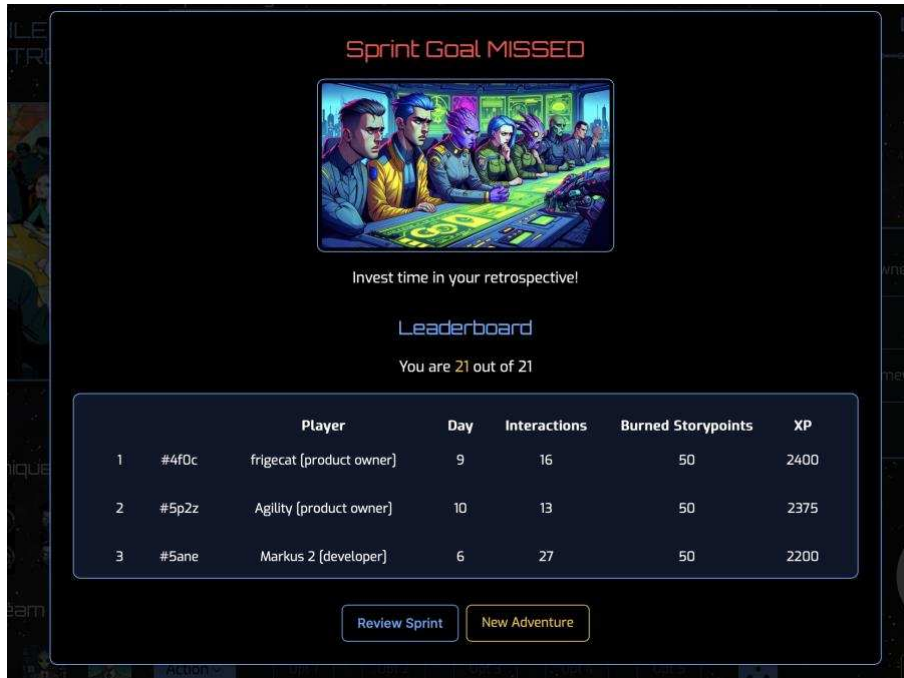 Sprint Goal MISSED
Invest time in your retrospective!
Leaderboard
You are 21 out of 21
Player Day Interactions Burned Storypoints XP
1 #4f0c frigecat [product owner] 9 16 50 2400
2 #5p2z Agility [product owner] 10 13 50 2375
3 #5ane Markus 2 [developer] 6 27 50 2200
Review Sprint New Adventure
Action